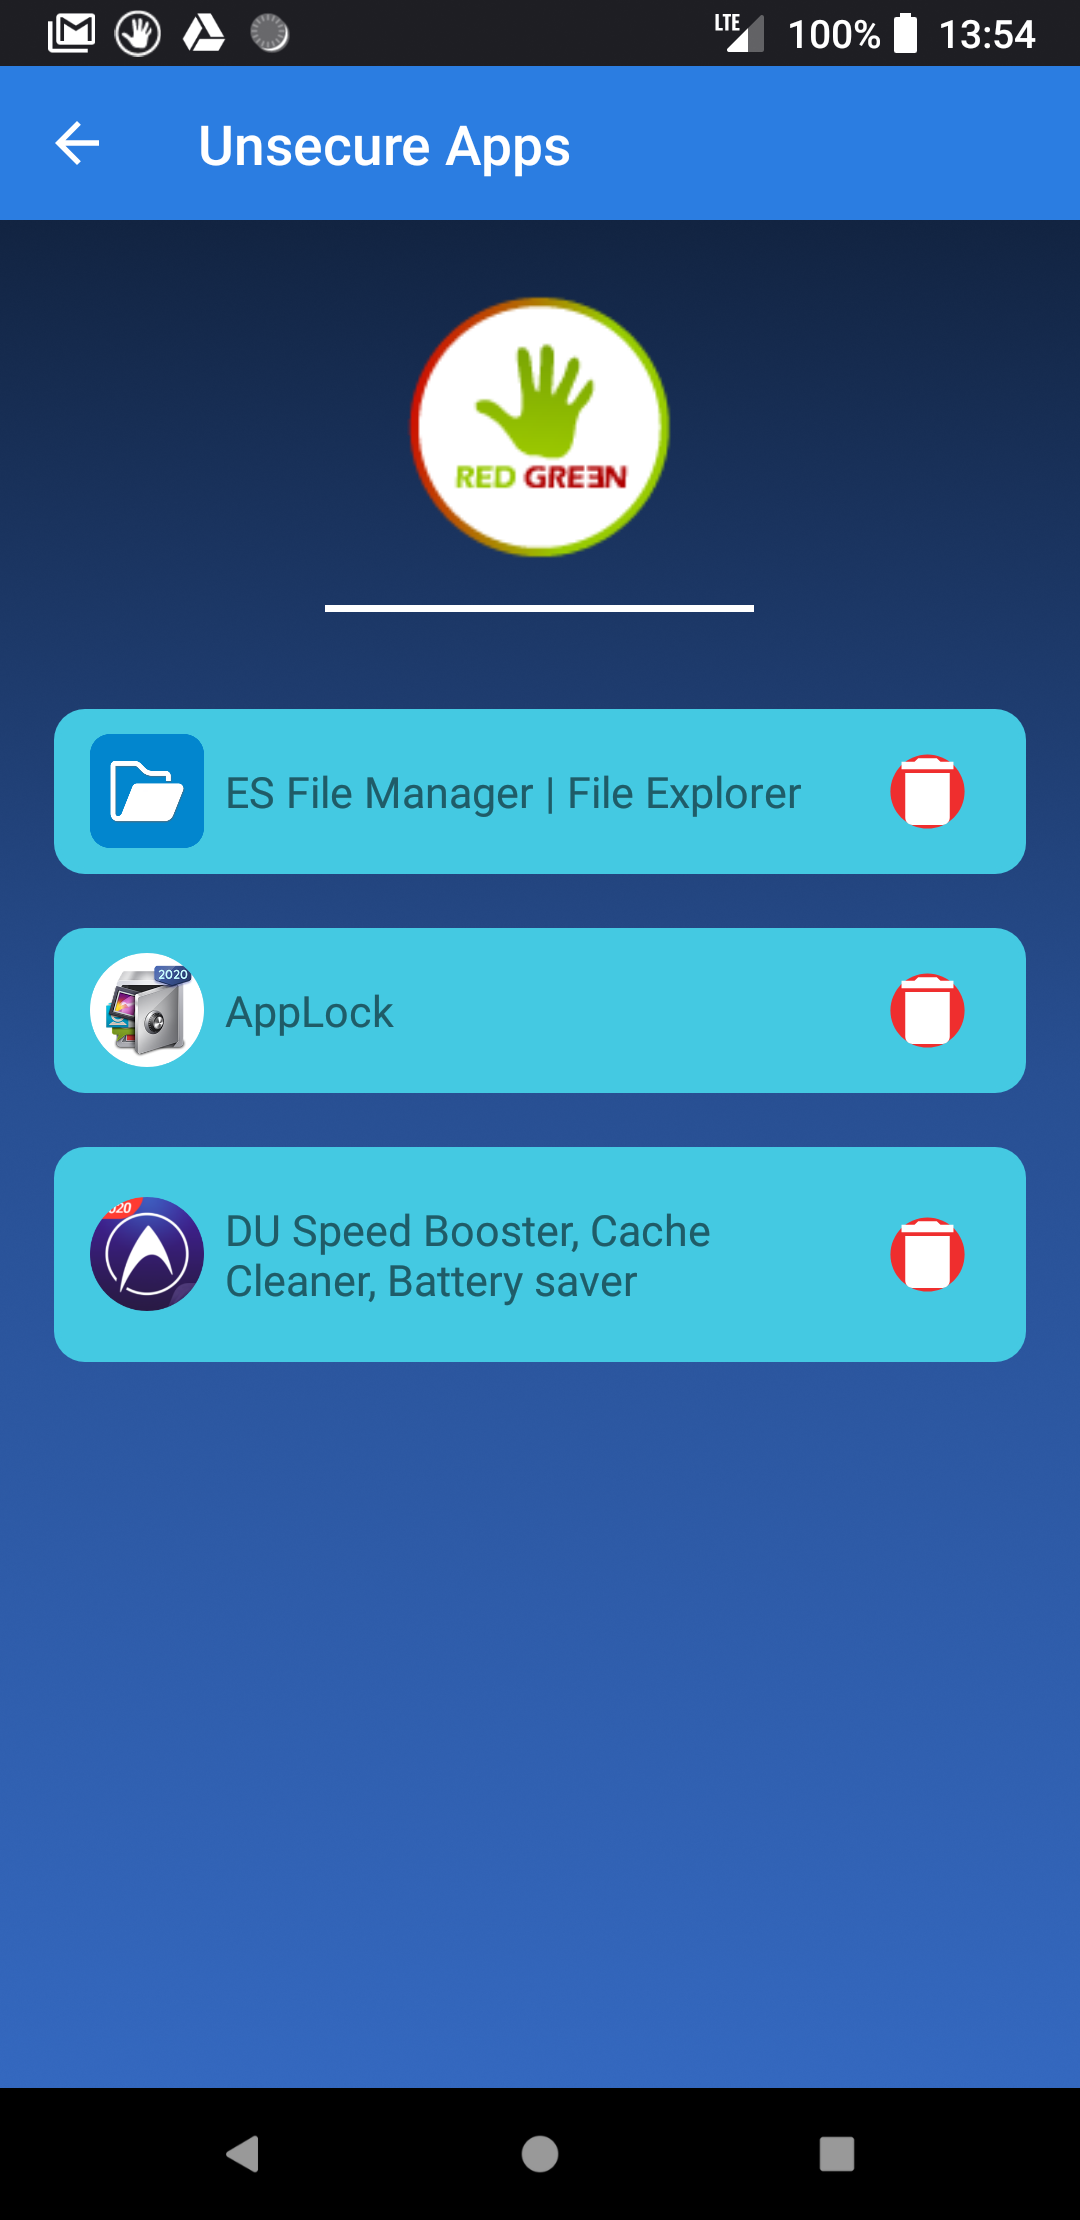 LTE 100% 13:54
Unsecure Apps
RED GREEN
ES File Manager | File Explorer
2020
AppLock
DU Speed Booster, Cache
Cleaner, Battery saver